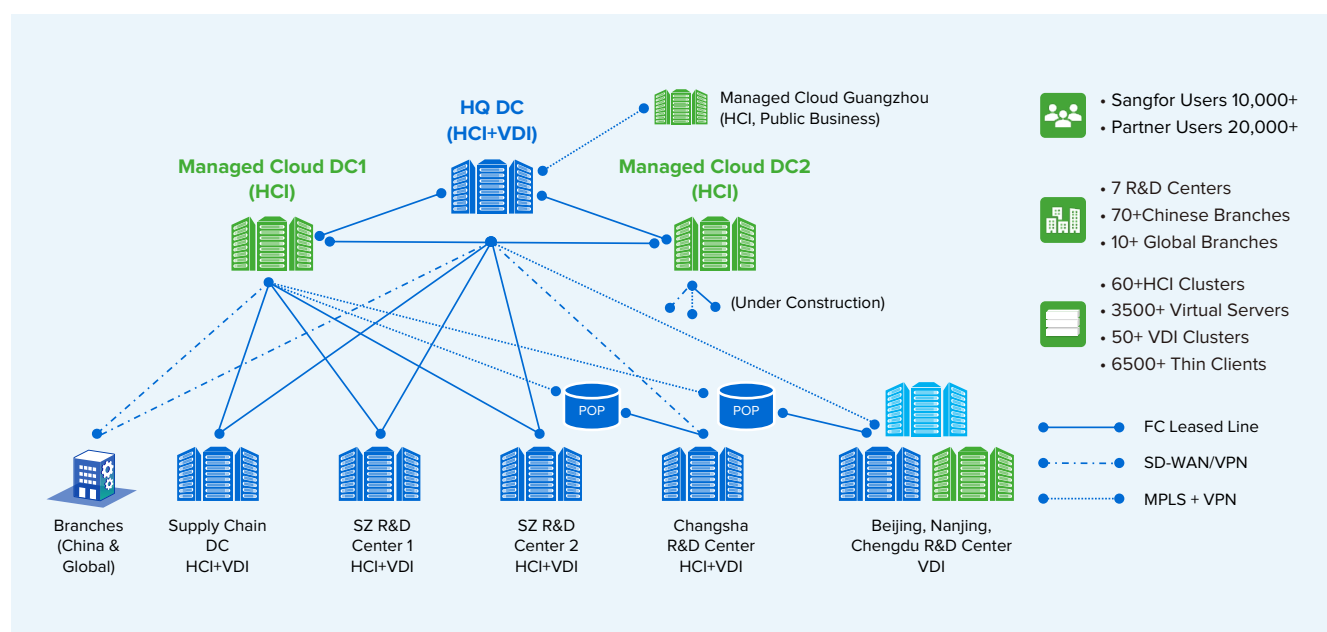 HQ DC
(HCI+VDI)
Managed Cloud Guangzhou
(HCI, Public Business)
Managed Cloud DC1
(HCI)
Managed Cloud DC2
(HCI)
(Under Construction)
POP
POP
Branches
(China &
Global)
Supply Chain
DC
HCI+VDI
SZ R&D
Center 1
HCI+VDI
SZ R&D
Center 2
HCI+VDI
Changsha
R&D Center
HCI+VDI
Beijing, Nanjing,
Chengdu R&D Center
VDI
• Sangfor Users 10,000+
• Partner Users 20,000+
• 7 R&D Centers
• 70+Chinese Branches
• 10+ Global Branches
• 60+HCI Clusters
• 3500+ Virtual Servers
• 50+ VDI Clusters
• 6500+ Thin Clients
FC Leased Line
SD-WAN/VPN
MPLS + VPN